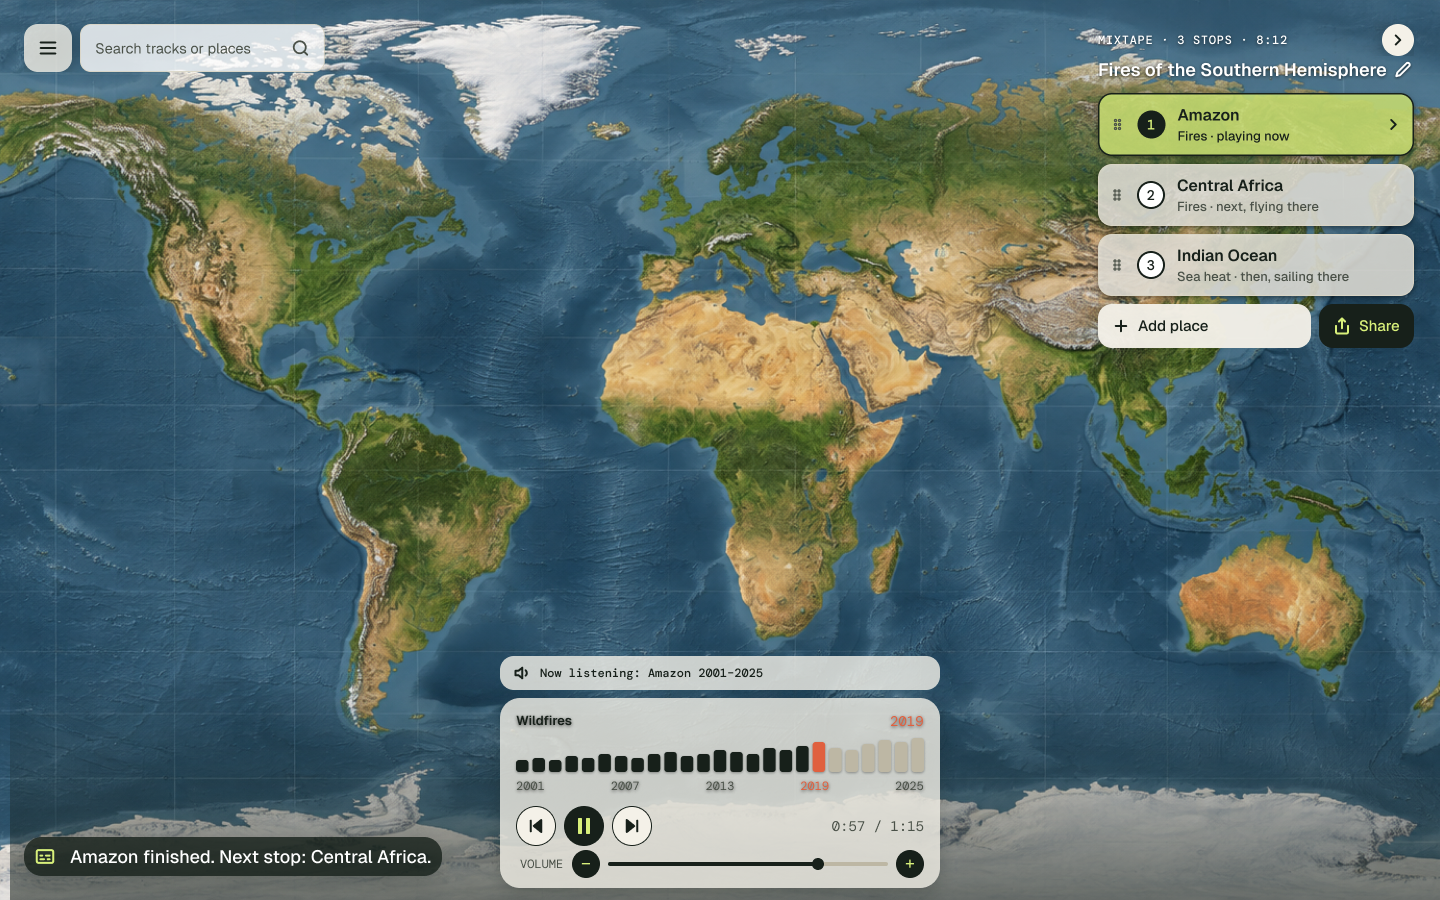 Search tracks or places
MIXTAPE · 3 STOPS · 8:12
Fires of the Southern Hemisphere
1
Amazon
Fires · playing now
2
Central Africa
Fires · next, flying there
3
Indian Ocean
Sea heat · then, sailing there
Add place
Share
Now listening: Amazon 2001–2025
Wildfires
2019
2001 2007 2013 2019 2025
0:57 / 1:15
VOLUME
Amazon finished. Next stop: Central Africa.